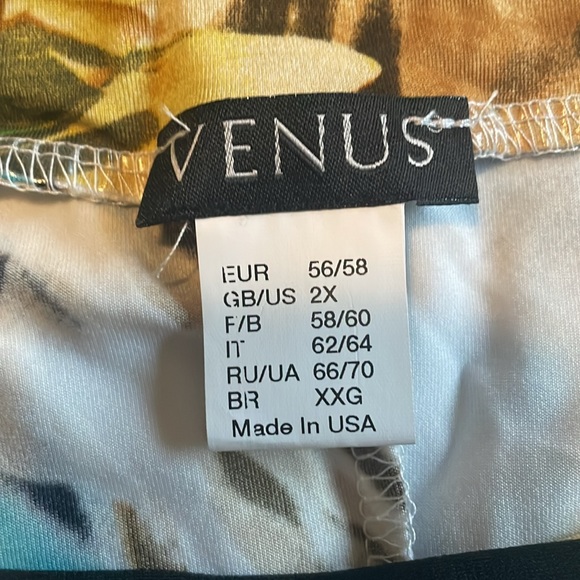 VENUS
EUR 56/58
GB/US 2X
F/B 58/60
IT 62/64
RU/UA 66/70
BR XXG
Made In USA